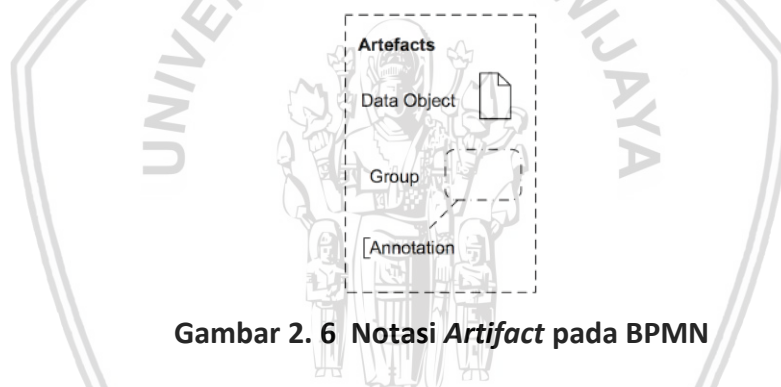 Artefacts
Data Object
Group
[Annotation
Gambar 2. 6 Notasi Artifact pada BPMN